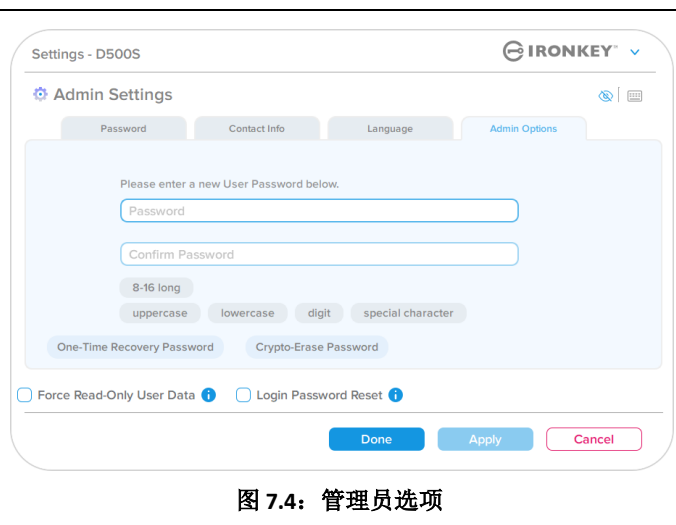 Settings - D500S IRONKEY
Admin Settings
Password Contact Info Language Admin Options
Please enter a new User Password below.
Password
Confirm Password
8-16 long
uppercase lowercase digit special character
One-Time Recovery Password Crypto-Erase Password
Force Read-Only User Data i Login Password Reset i
Done Apply Cancel
图 7.4：管理员选项